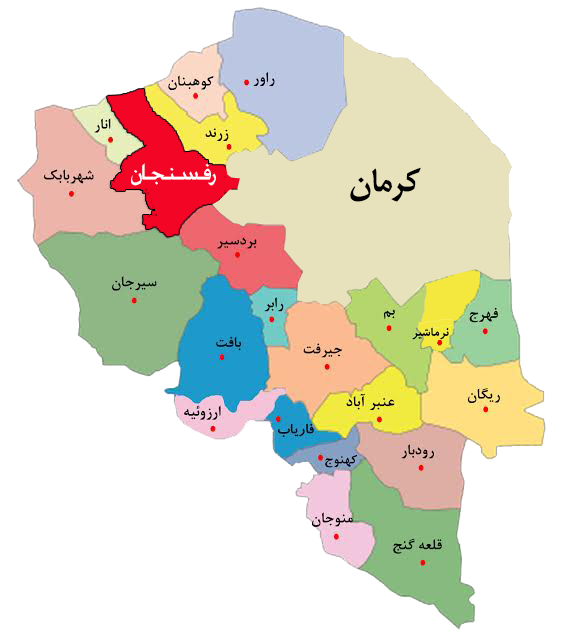 راور
کوهبنان
انار
زرند
رفسنجان
شهربابک
کرمان
بردسیر
سیرجان
رابر
بم
فهرج
نرماشیر
بافت
جیرفت
ریگان
عنبر آباد
ارزوئیه
فاریاب
رودبار
کهنوج
منوجان
قلعه گنج